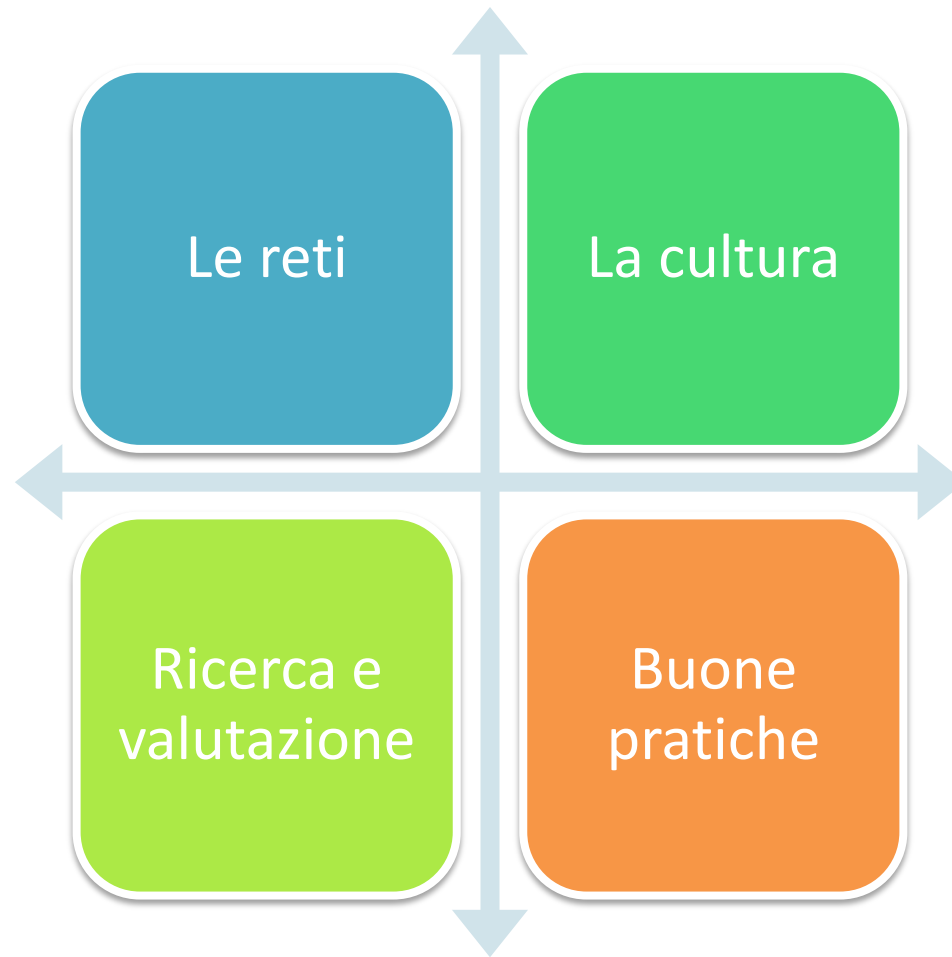 Le reti
La cultura
Ricerca e
valutazione
Buone
pratiche